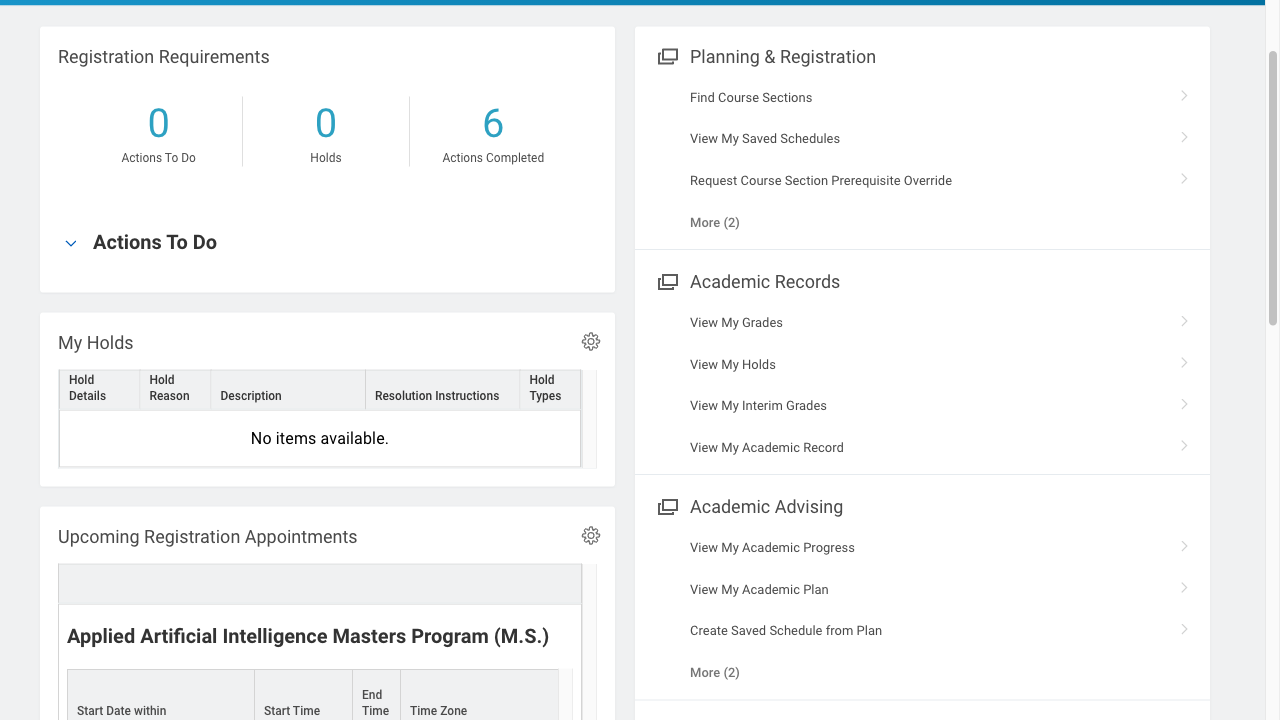 Registration Requirements
0
Actions To Do
0
Holds
6
Actions Completed
Actions To Do
My Holds
Hold Details
Hold Reason
Description
Resolution Instructions
Hold Types
No items available.
Upcoming Registration Appointments
Applied Artificial Intelligence Masters Program (M.S.)
Start Date within
Start Time
End Time
Time Zone
Planning & Registration
Find Course Sections
View My Saved Schedules
Request Course Section Prerequisite Override
More (2)
Academic Records
View My Grades
View My Holds
View My Interim Grades
View My Academic Record
Academic Advising
View My Academic Progress
View My Academic Plan
Create Saved Schedule from Plan
More (2)